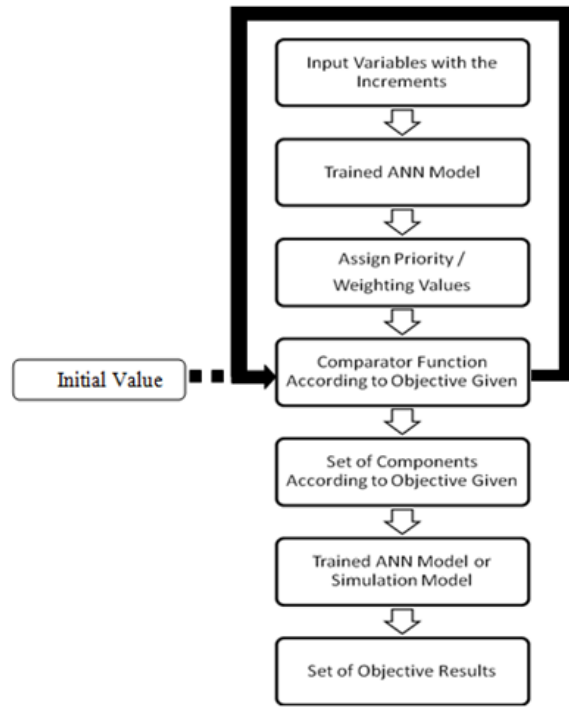 Input Variables with the
Increments
Trained ANN Model
Assign Priority /
Weighting Values
Initial Value
Comparator Function
According to Objective Given
Set of Components
According to Objective Given
Trained ANN Model or
Simulation Model
Set of Objective Results